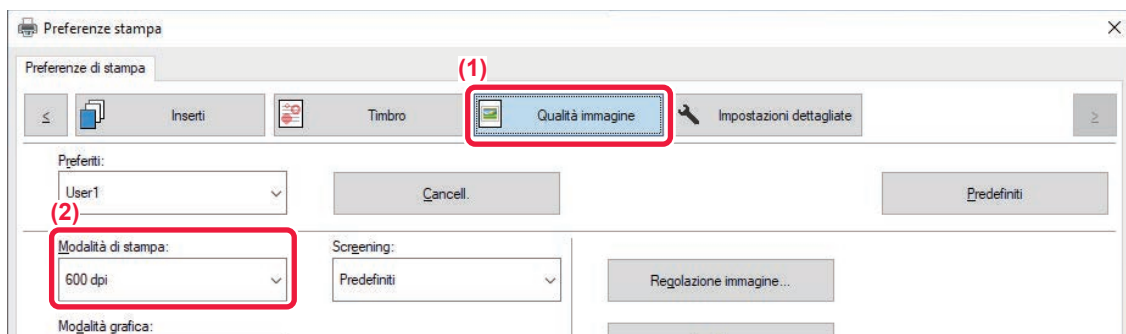 Preferenze stampa
Preferenze di stampa
(1)
< Inserti Timbro Qualità immagine Impostazioni dettagliate >
Preferiti:
User1 Cancell. Predefiniti
(2)
Modalità di stampa: Screening:
600 dpi Predefiniti Regolazione immagine...
Modalità grafica: